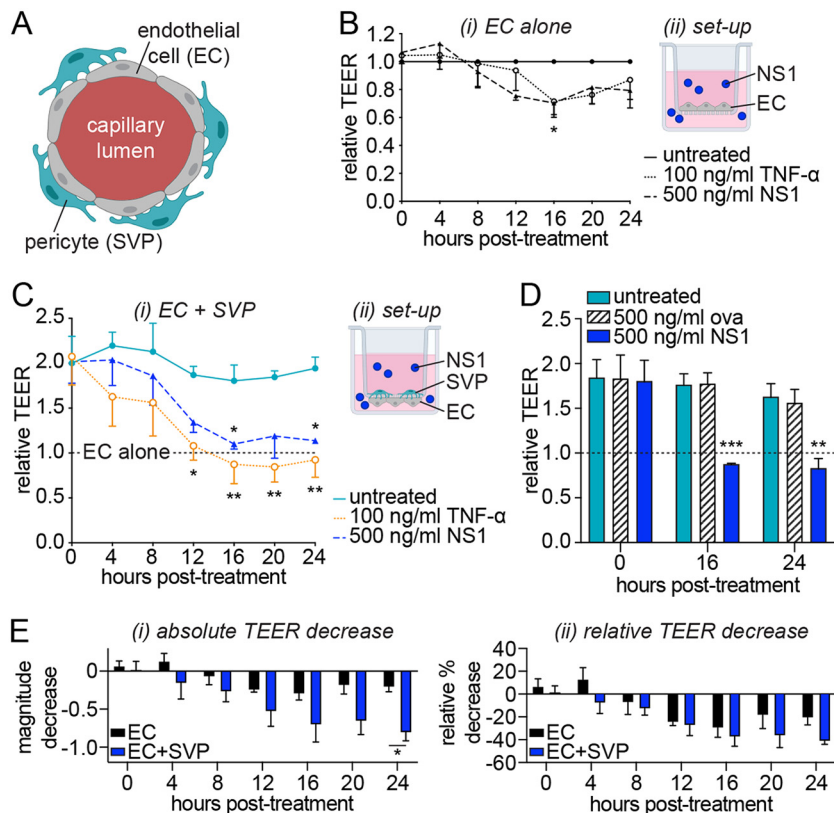 A
endothelial
cell (EC)
capillary
lumen
pericyte (SVP)
B
(i) EC alone
relative TEER
1.2
1.0
0.8
0.6
0.4
0.2
0.0
0 4 8 12 16 20 24
hours post-treatment
*
(ii) set-up
NS1
EC
untreated
100 ng/ml TNF-α
500 ng/ml NS1
C
(i) EC + SVP
relative TEER
2.5
2.0
1.5
1.0
0.5
0.0
EC alone
* *
* ** ** **
0 4 8 12 16 20 24
hours post-treatment
(ii) set-up
NS1
SVP
EC
untreated
100 ng/ml TNF-α
500 ng/ml NS1
D
untreated
500 ng/ml ova
500 ng/ml NS1
relative TEER
2.5
2.0
1.5
1.0
0.5
0.0
*** **
0 16 24
hours post-treatment
E
(i) absolute TEER decrease
magnitude
decrease
0
-0.5
-1.0
EC
EC+SVP
*
0 4 8 12 16 20 24
hours post-treatment
(ii) relative TEER decrease
relative %
decrease
40
20
0
-20
-40
-60
EC
EC+SVP
0 4 8 12 16 20 24
hours post-treatment